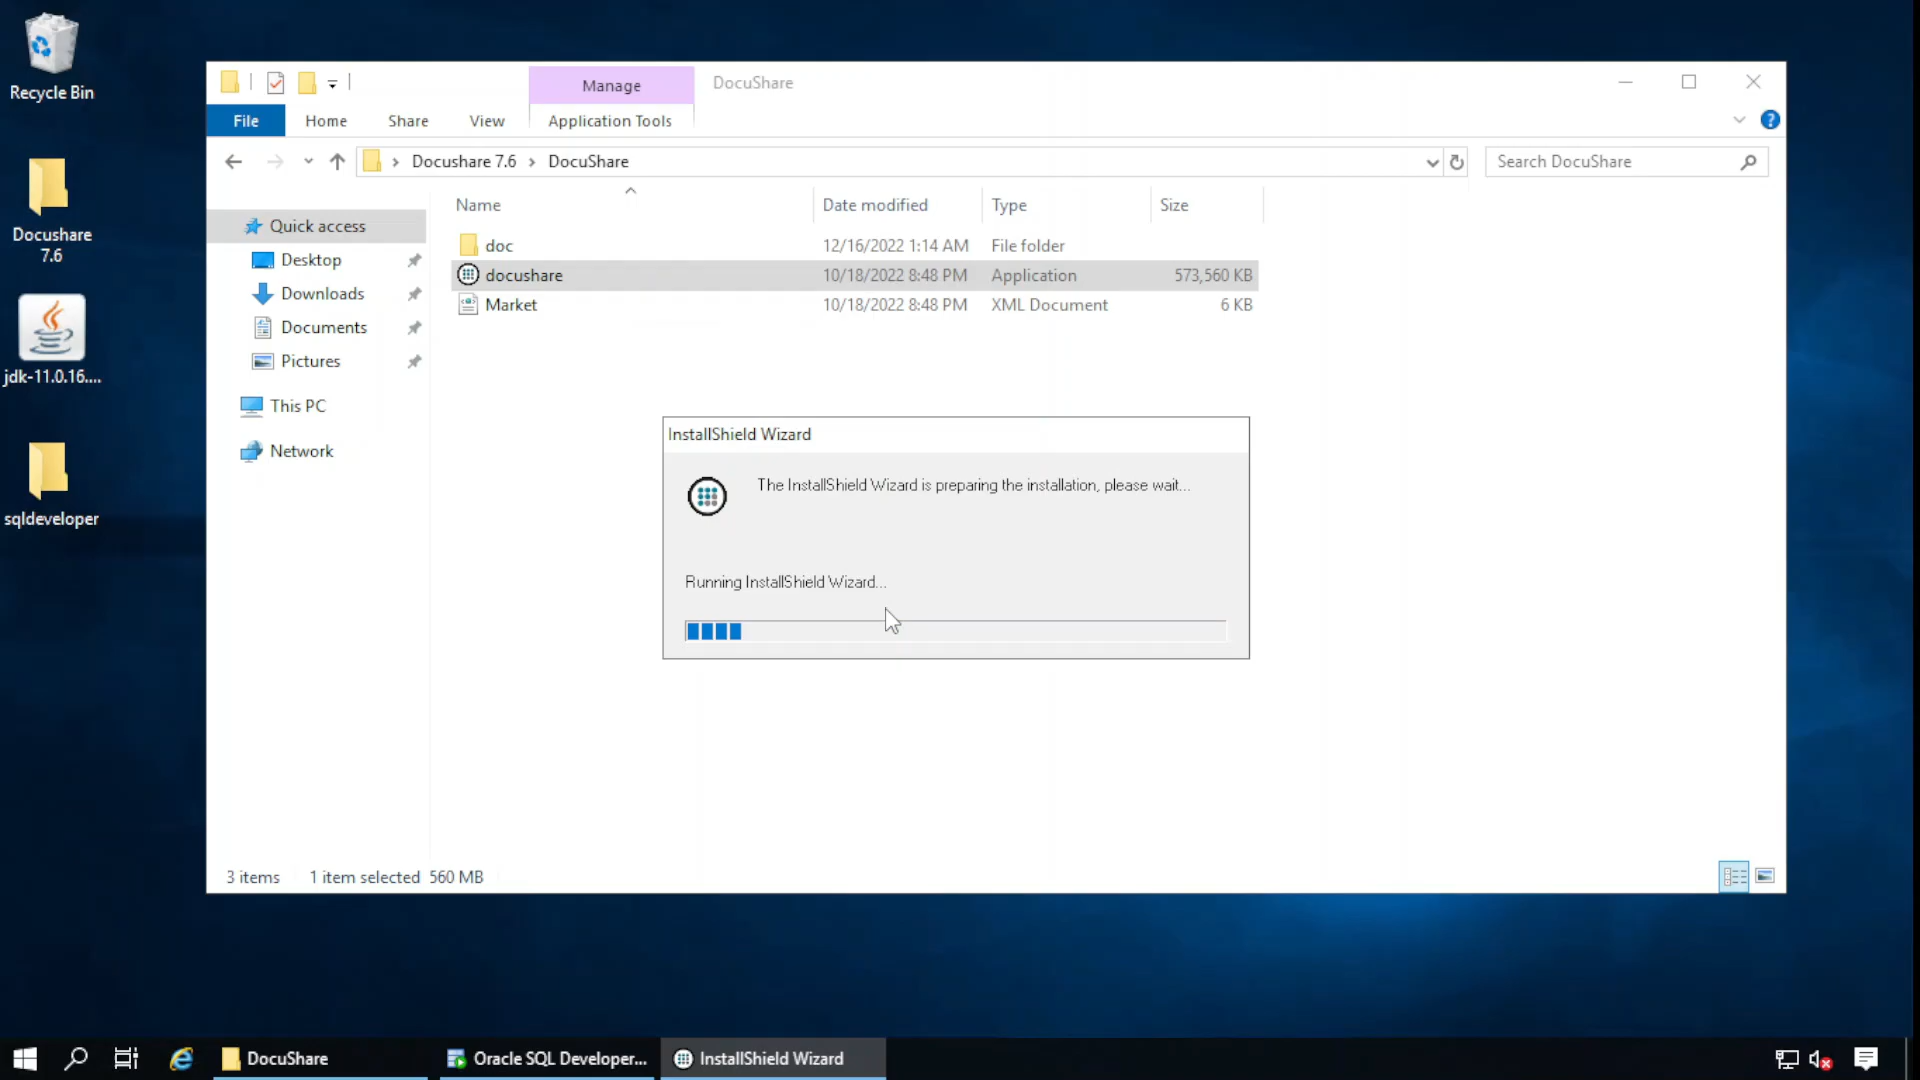 Recycle Bin
Docushare
7.6
jdk-11.0.16....
sqldeveloper
Manage
DocuShare
File
Home
Share
View
Application Tools
Docushare 7.6
DocuShare
Search DocuShare
Name
Date modified
Type
Size
Quick access
Desktop
Downloads
Documents
Pictures
This PC
Network
doc
12/16/2022 1:14 AM
File folder
docushare
10/18/2022 8:48 PM
Application
573,560 KB
Market
10/18/2022 8:48 PM
XML Document
6 KB
InstallShield Wizard
The InstallShield Wizard is preparing the installation, please wait...
Running InstallShield Wizard...
3 items
1 item selected 560 MB
DocuShare
Oracle SQL Developer...
InstallShield Wizard